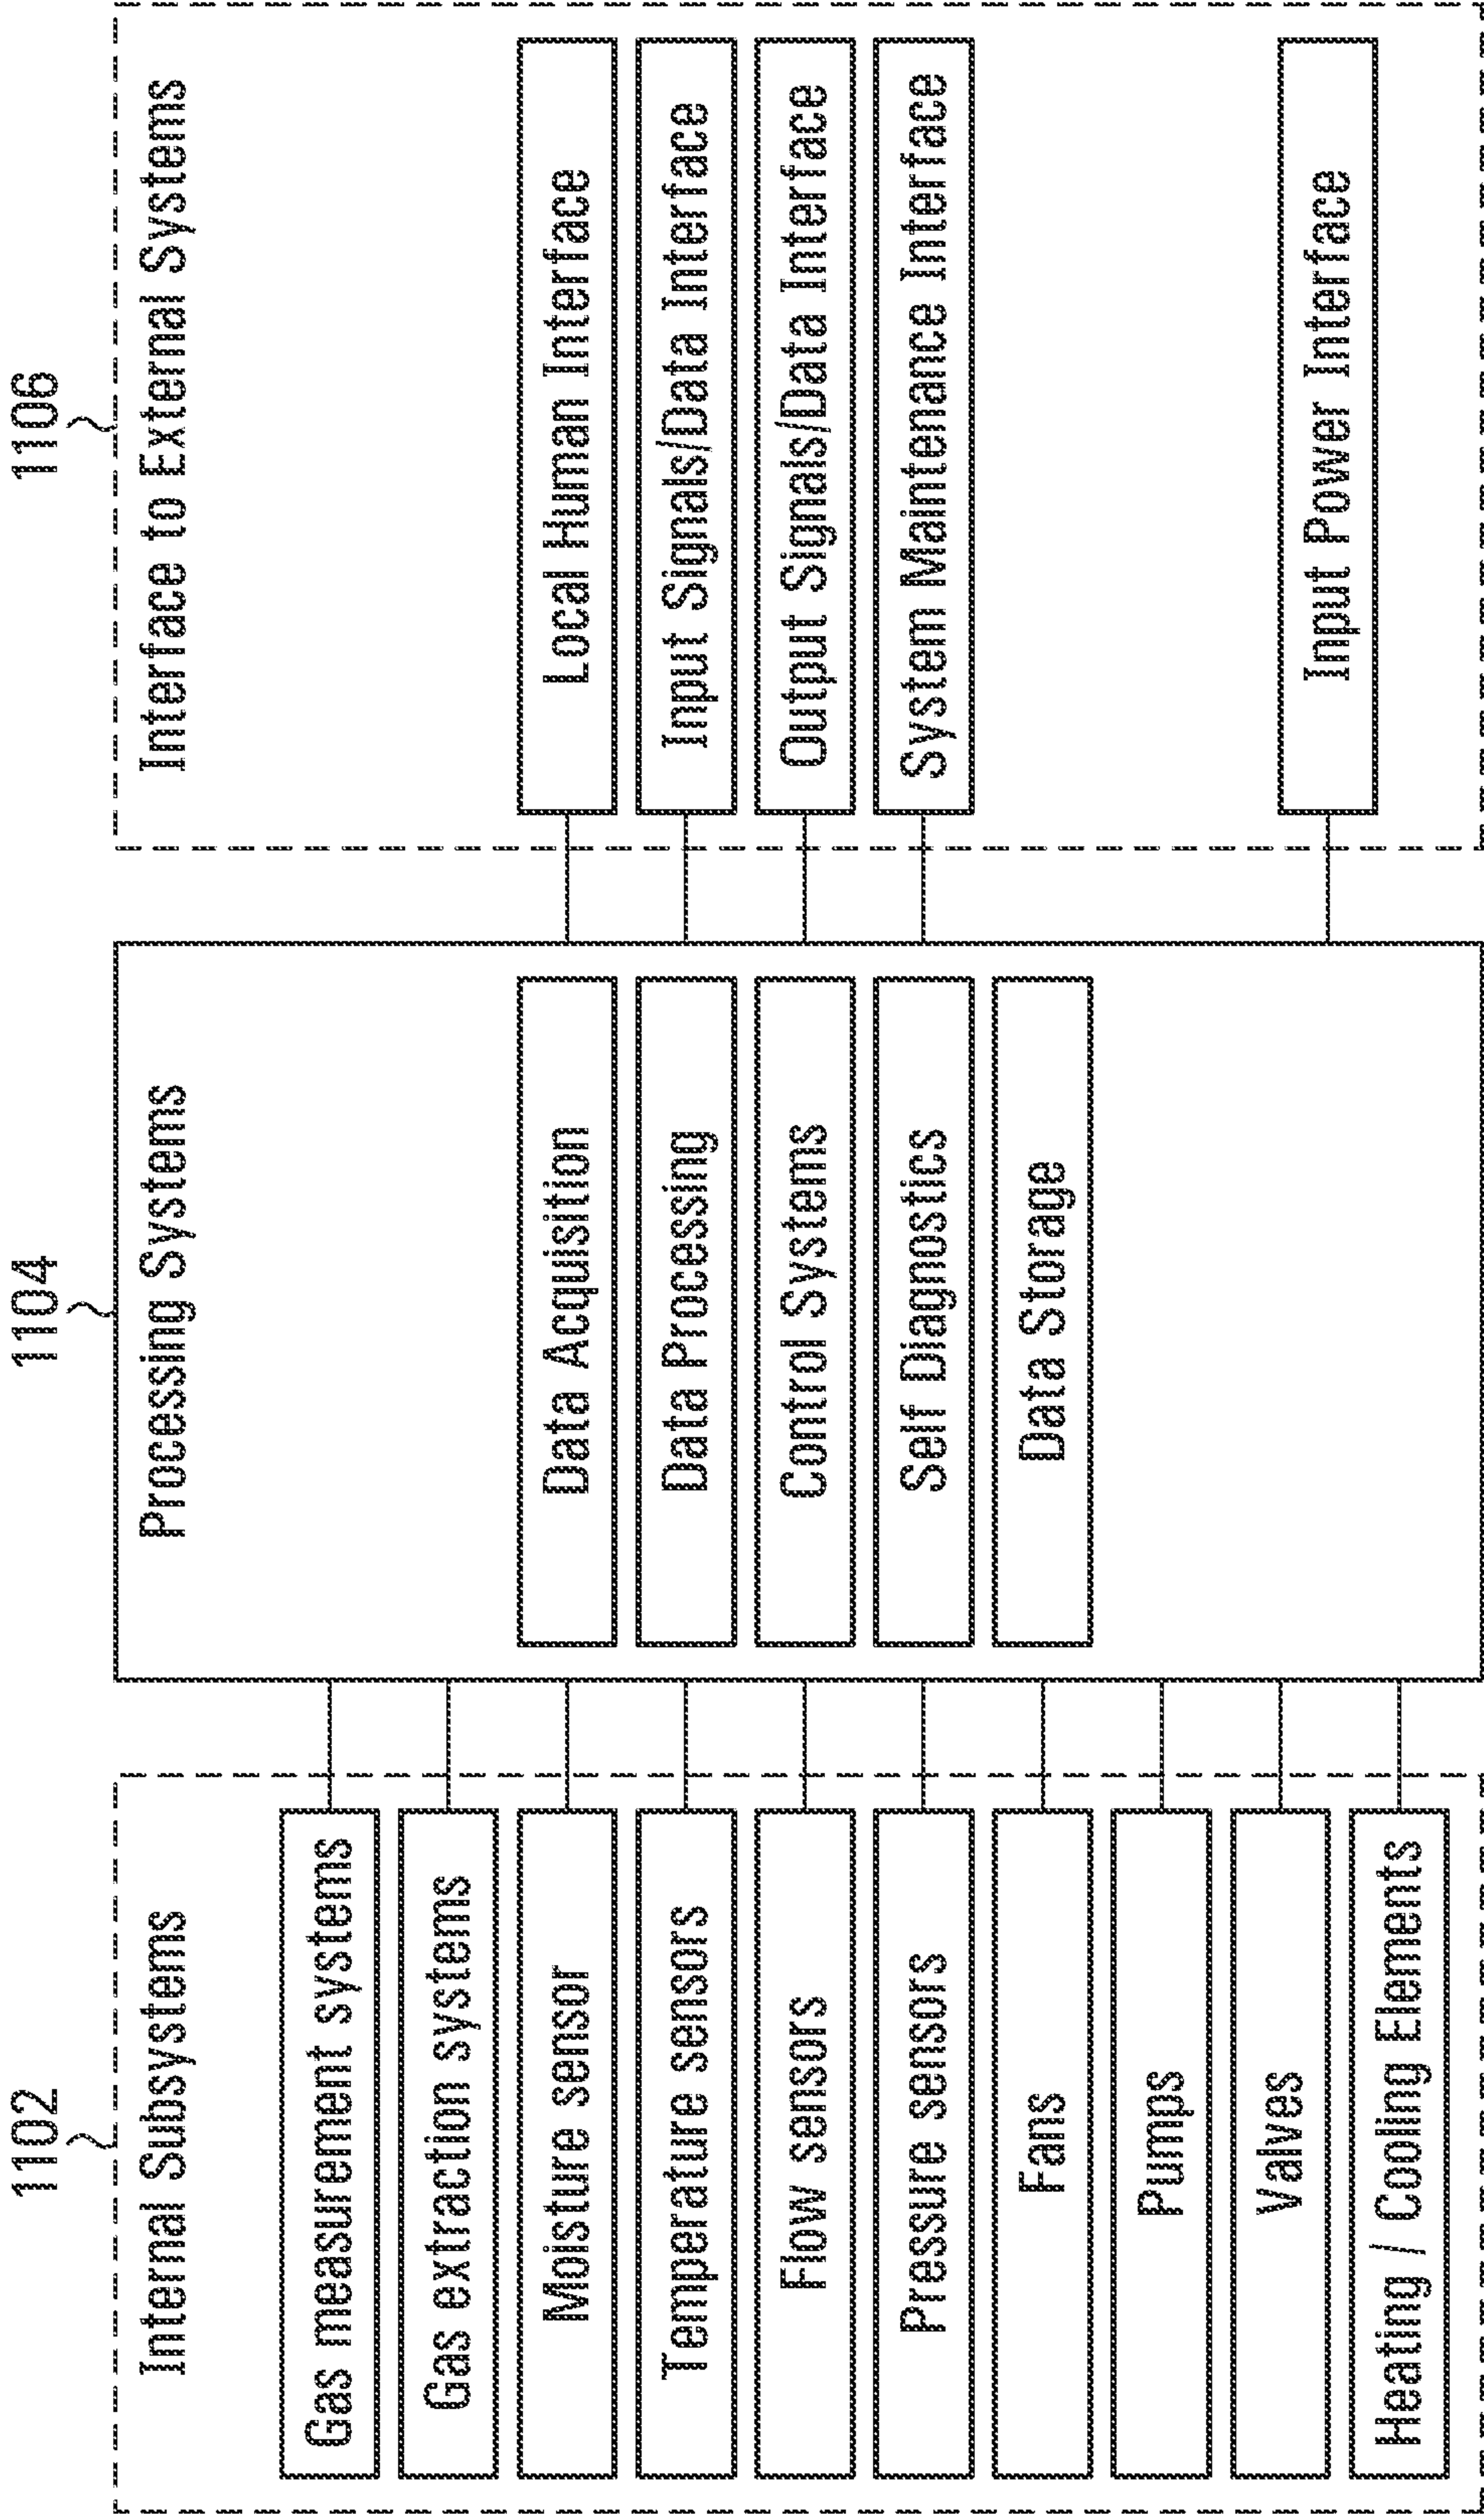 1102
Internal Subsystems
Gas measurement systems
Gas extraction systems
Moisture sensor
Temperature sensors
Flow sensors
Pressure sensors
Fans
Pumps
Valves
Heating / Cooling Elements
1104
Processing Systems
Data Acquisition
Data Processing
Control Systems
Self Diagnostics
Data Storage
1106
Interface to External Systems
Local Human Interface
Input Signals/Data Interface
Output Signals/Data Interface
System Maintenance Interface
Input Power Interface